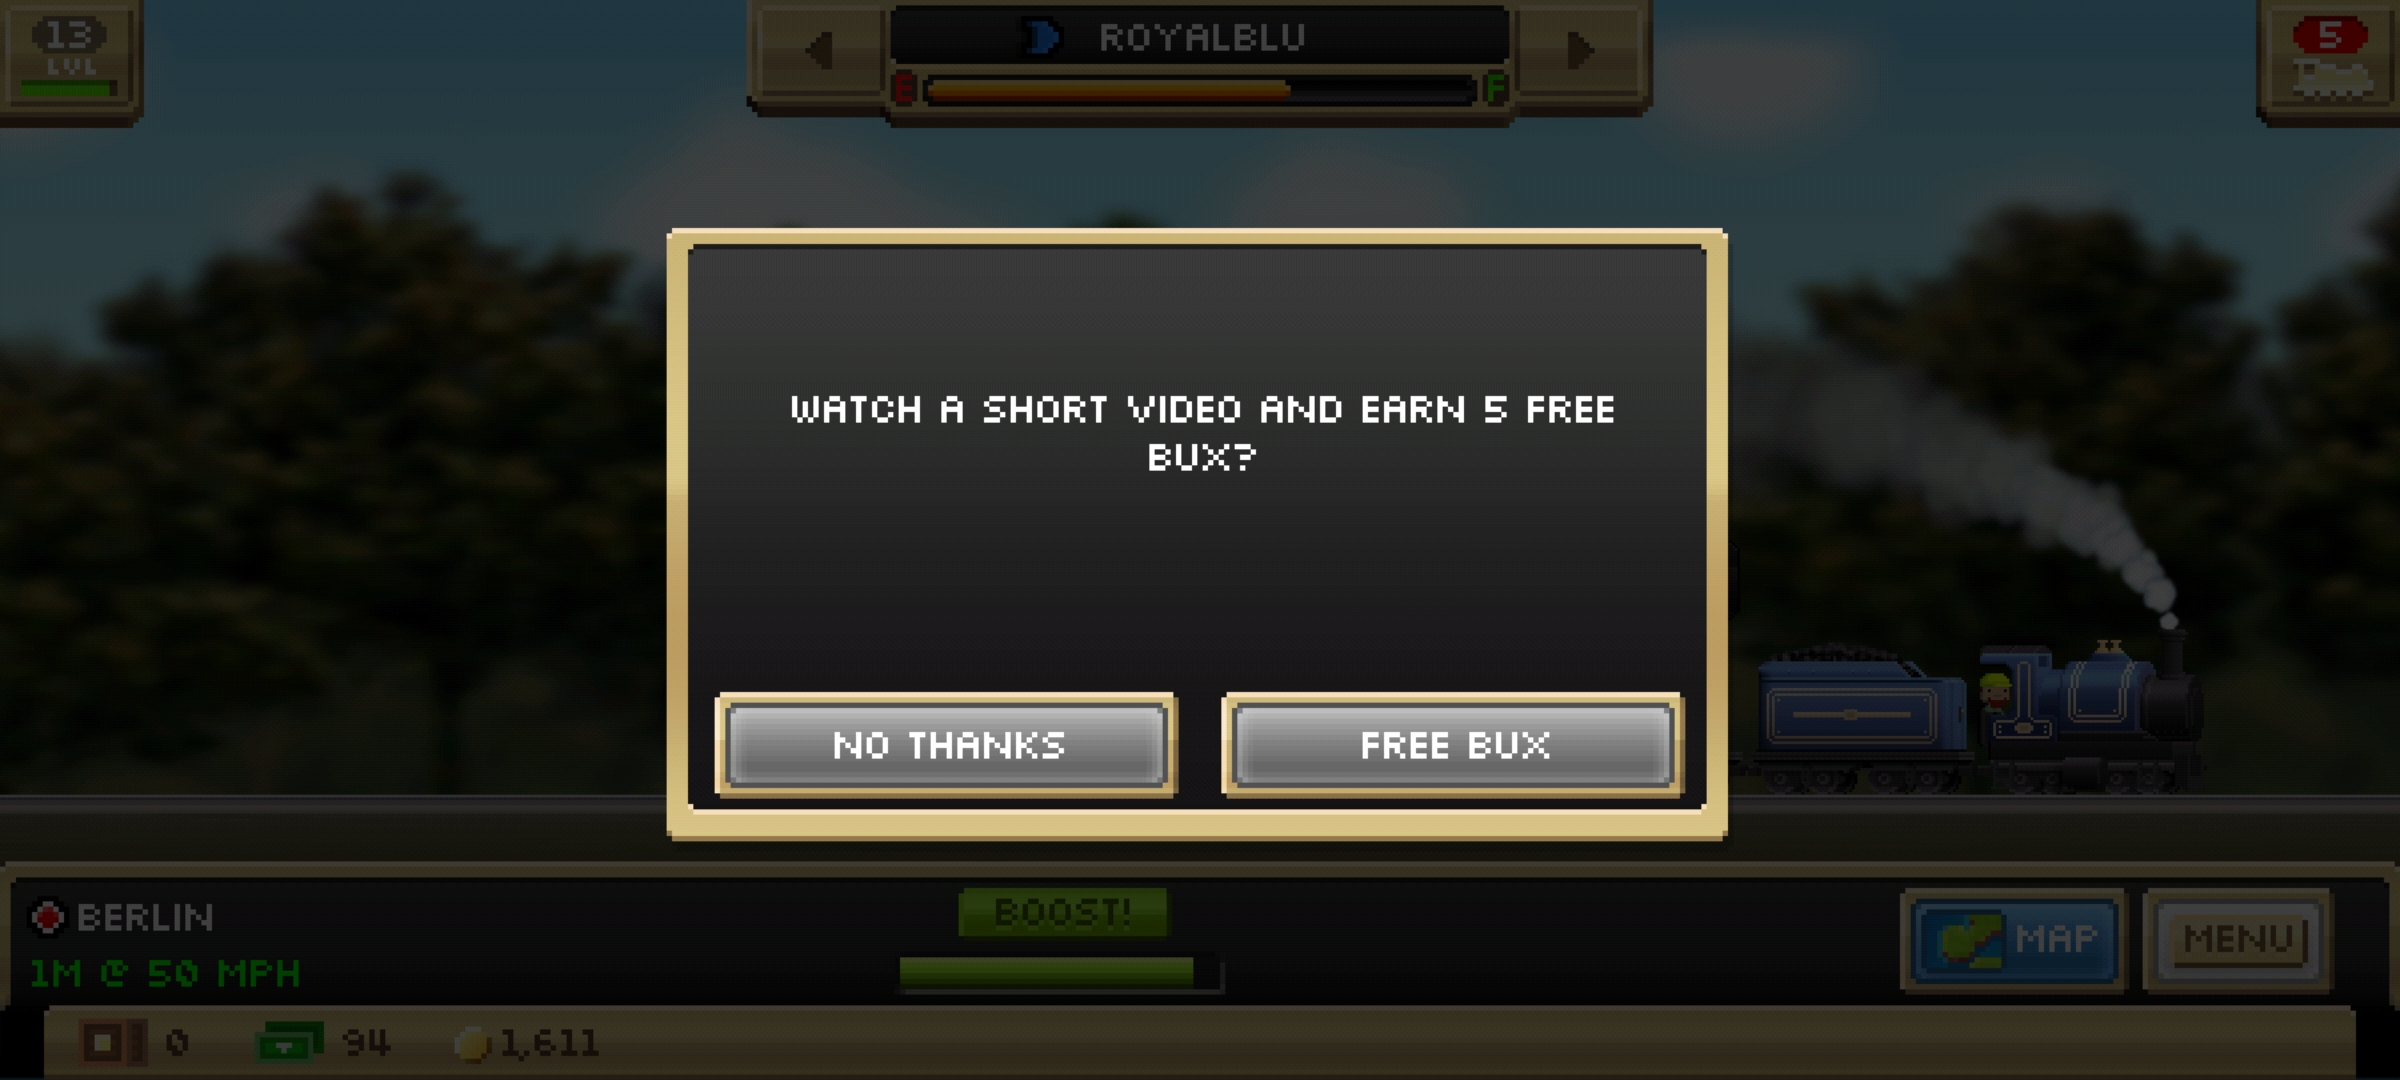 13
LVL
ROYALBLU
E F
5
WATCH A SHORT VIDEO AND EARN 5 FREE
BUX?
NO THANKS
FREE BUX
BERLIN
1M @ 50 MPH
BOOST!
MAP
MENU
0
94
1,611